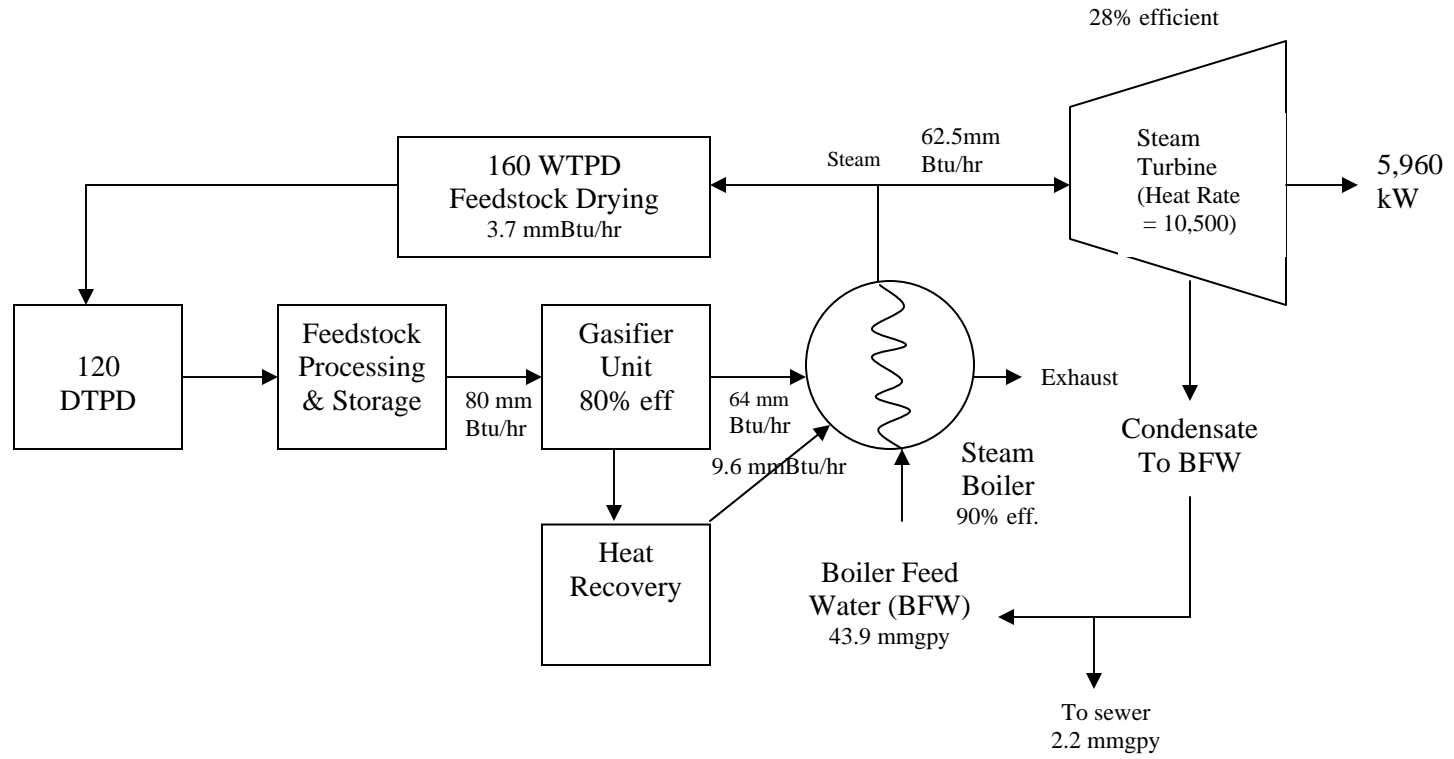 28% efficient
160 WTPD
Feedstock Drying
3.7 mmBtu/hr
Steam
62.5mm
Btu/hr
Steam
Turbine
(Heat Rate
= 10,500)
5,960
kW
120
DTPD
Feedstock
Processing
& Storage
80 mm
Btu/hr
Gasifier
Unit
80% eff
64 mm
Btu/hr
9.6 mmBtu/hr
Exhaust
Steam
Boiler
90% eff.
Condensate
To BFW
Heat
Recovery
Boiler Feed
Water (BFW)
43.9 mmgpy
To sewer
2.2 mmgpy